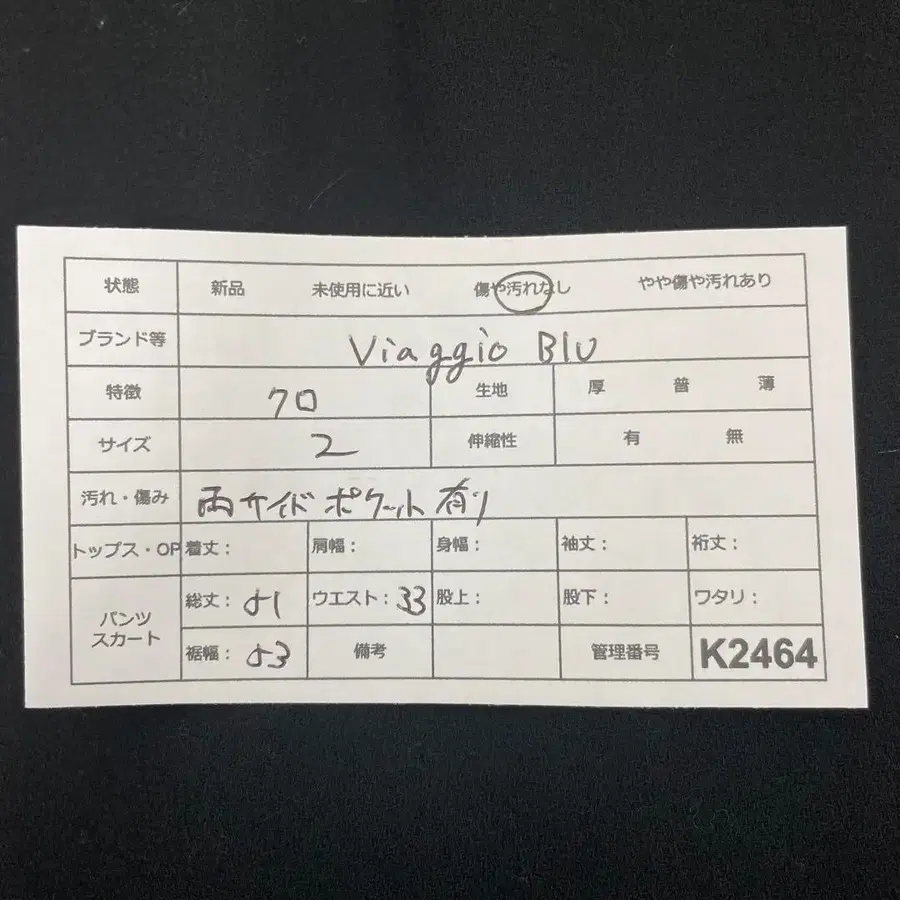 状態 新品 未使用に近い 傷や汚れなし やや傷や汚れあり
ブランド等 Viaggio Blu
特徴 クロ 生地 厚 普 薄
サイズ 2 伸縮性 有 無
汚れ・傷み 両サイドポケット有り
トップス・OP 着丈: 肩幅: 身幅: 袖丈: 裄丈:
パンツ スカート 総丈: 51 ウエスト: 33 股上: 股下: ワタリ:
裾幅: 53 備考 管理番号 K2464